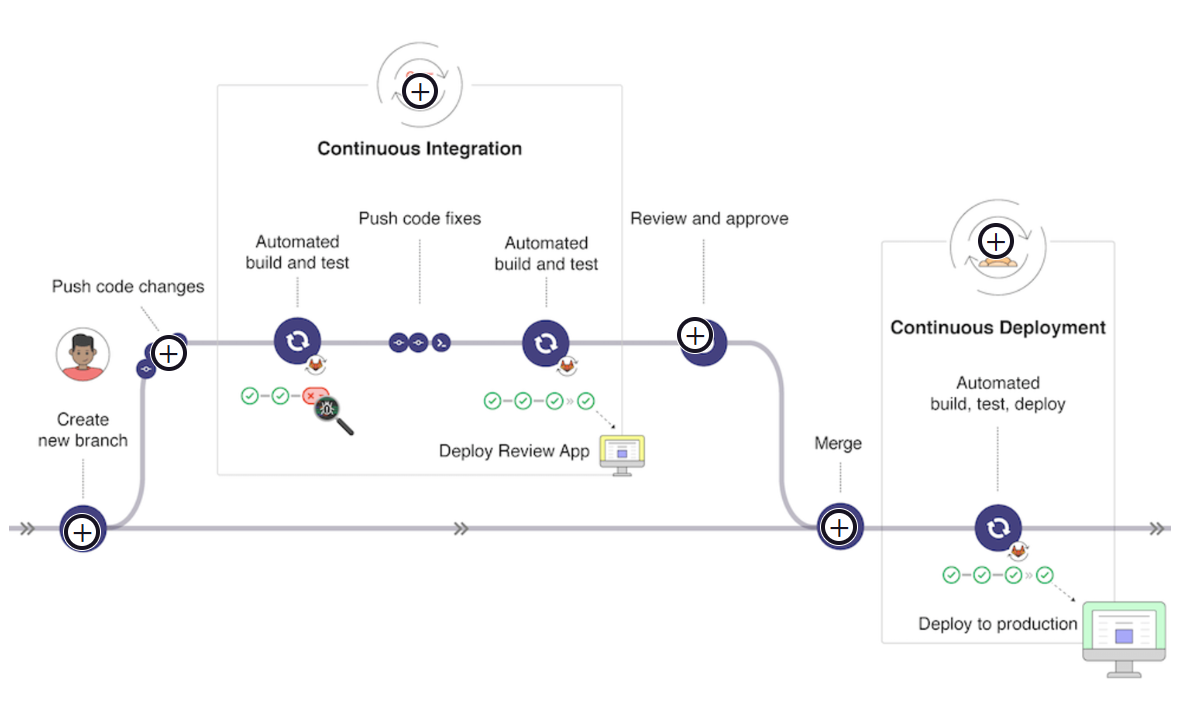 Continuous Integration
Push code fixes
Review and approve
Automated
build and test
Automated
build and test
Push code changes
Continuous Deployment
Automated
build, test, deploy
Create
new branch
Deploy Review App
Merge
Deploy to production